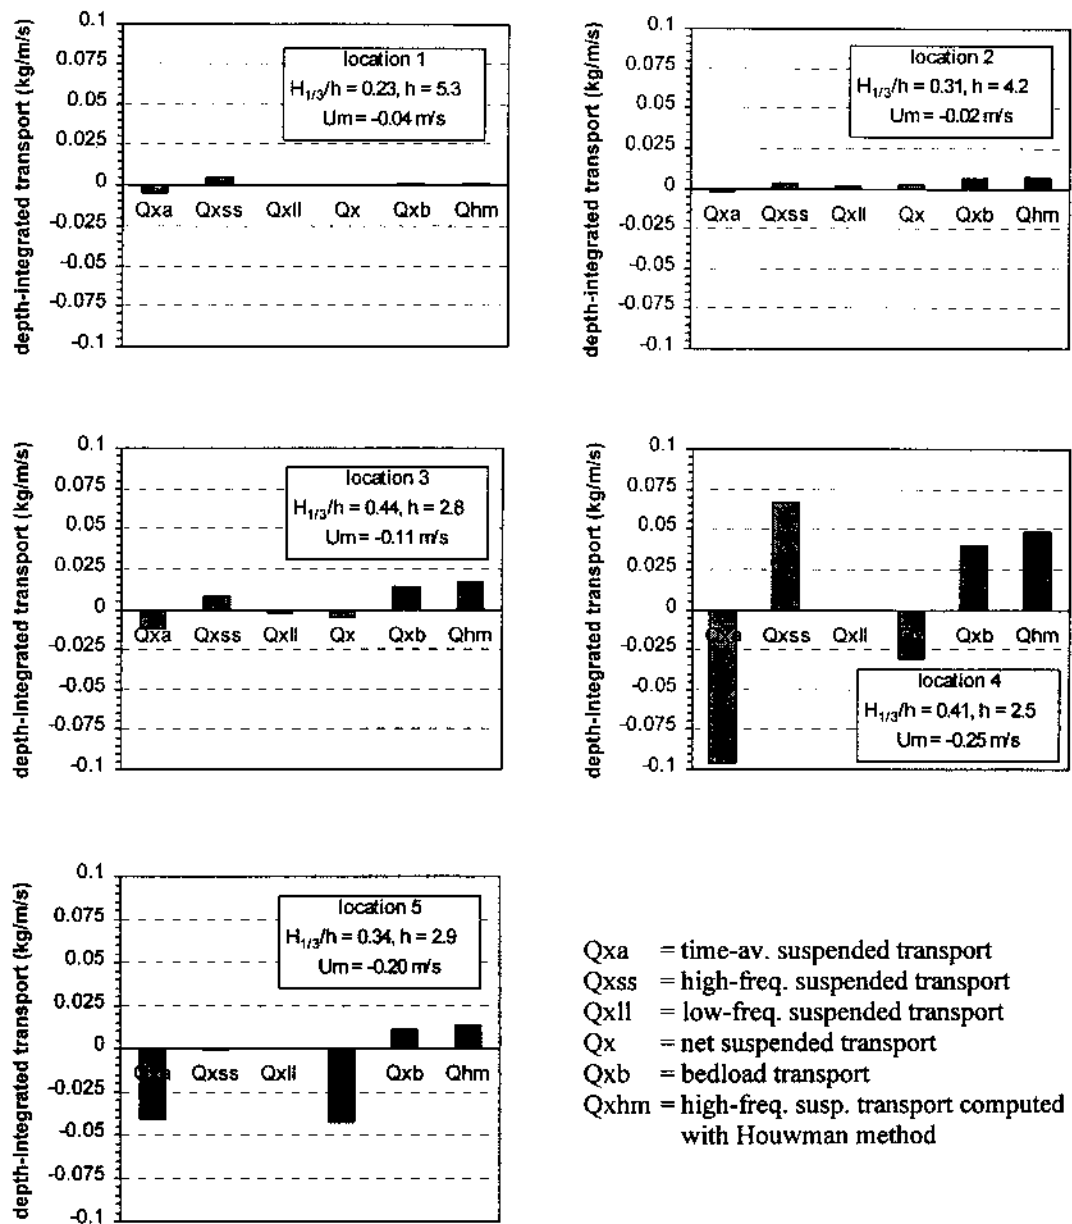 depth-integrated transport (kg/m/s)
0.1
0.075
0.05
0.025
0
-0.025
-0.05
-0.075
-0.1
location 1
H1/3/h = 0.23, h = 5.3
Um = -0.04 m/s
Qxa Qxss Qxll Qx Qxb Qhm
depth-integrated transport (kg/m/s)
0.1
0.075
0.05
0.025
0
-0.025
-0.05
-0.075
-0.1
location 2
H1/3/h = 0.31, h = 4.2
Um = -0.02 m/s
Qxa Qxss Qxll Qx Qxb Qhm
depth-integrated transport (kg/m/s)
0.1
0.075
0.05
0.025
0
-0.025
-0.05
-0.075
-0.1
location 3
H1/3/h = 0.44, h = 2.8
Um = -0.11 m/s
Qxa Qxss Qxll Qx Qxb Qhm
depth-integrated transport (kg/m/s)
0.1
0.075
0.05
0.025
0
-0.025
-0.05
-0.075
-0.1
Qxa Qxss Qxll Qxb Qhm
location 4
H1/3/h = 0.41, h = 2.5
Um = -0.25 m/s
depth-integrated transport (kg/m/s)
0.1
0.075
0.05
0.025
0
-0.025
-0.05
-0.075
-0.1
location 5
H1/3/h = 0.34, h = 2.9
Um = -0.20 m/s
Qxa Qxss Qxll Qxb Qhm
Qxa = time-av. suspended transport
Qxss = high-freq. suspended transport
Qxll = low-freq. suspended transport
Qx = net suspended transport
Qxb = bedload transport
Qxhm = high-freq. susp. transport computed
with Houwman method